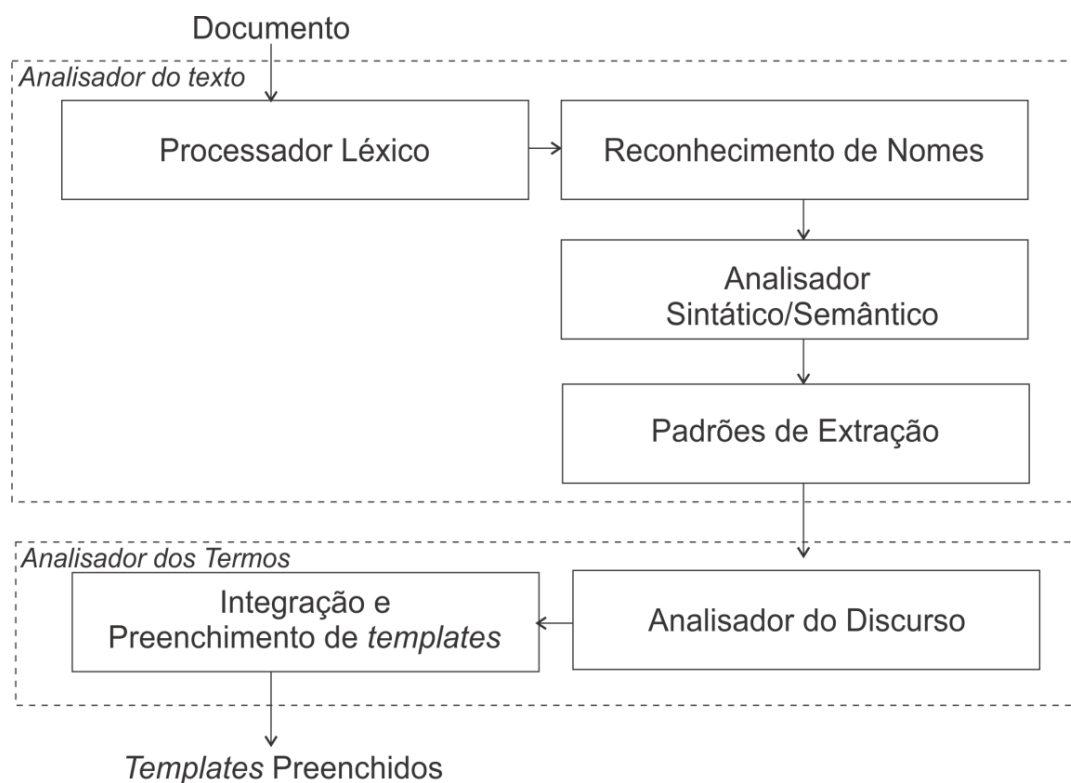 Documento
Analisador do texto
Processador Léxico
Reconhecimento de Nomes
Analisador
Sintático/Semântico
Padrões de Extração
Analisador dos Termos
Integração e
Preenchimento de templates
Analisador do Discurso
Templates Preenchidos